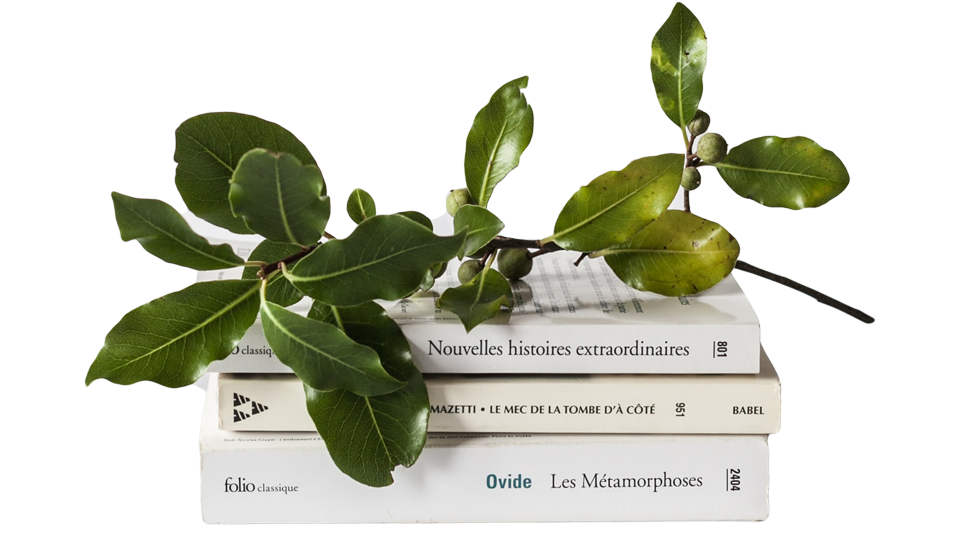 classiq
Nouvelles histoires extraordinaires 801
MAZETTI • LE MEC DE LA TOMBE D'À CÔTÉ 951 BABEL
folio classique Ovide Les Métamorphoses 2404